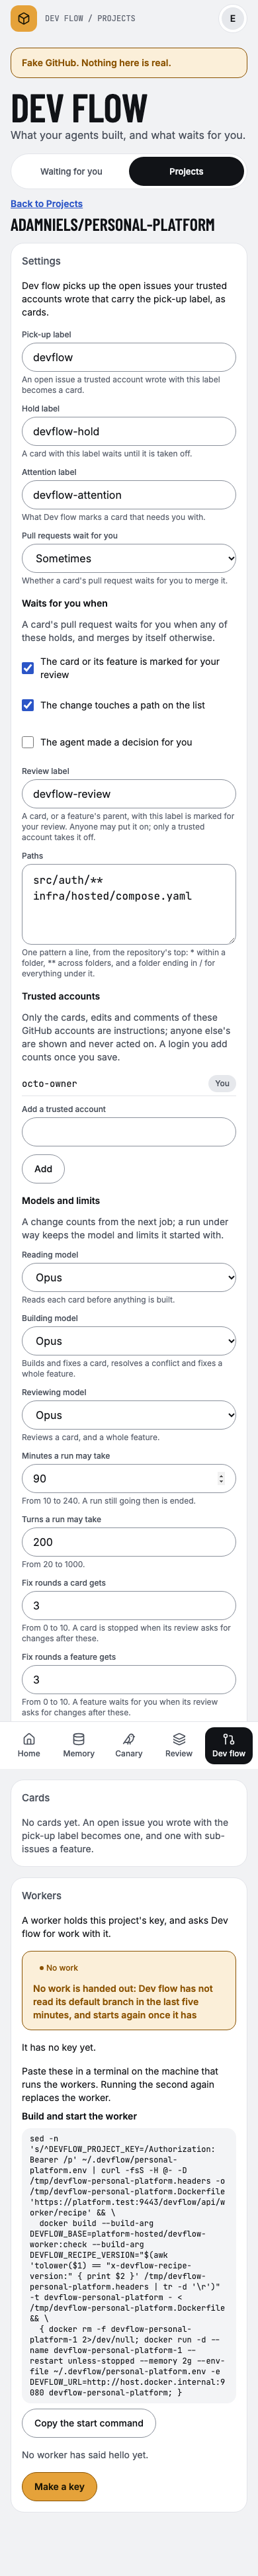 DEV FLOW / PROJECTS
E
Fake GitHub. Nothing here is real.
DEV FLOW
What your agents built, and what waits for you.
Waiting for you
Projects
Back to Projects
ADAMNIELS/PERSONAL-PLATFORM
Settings
Dev flow picks up the open issues your trusted
accounts wrote that carry the pick-up label, as
cards.
Pick-up label
devflow
An open issue a trusted account wrote with this label
becomes a card.
Hold label
devflow-hold
A card with this label waits until it is taken off.
Attention label
devflow-attention
What Dev flow marks a card that needs you with.
Pull requests wait for you
Sometimes
Whether a card's pull request waits for you to merge it.
Waits for you when
A card's pull request waits for you when any of
these holds, and merges by itself otherwise.
The card or its feature is marked for your
review
The change touches a path on the list
The agent made a decision for you
Review label
devflow-review
A card, or a feature's parent, with this label is marked for
your review. Anyone may put it on; only a trusted
account takes it off.
Paths
src/auth/**
infra/hosted/compose.yaml
One pattern a line, from the repository's top: * within a
folder, ** across folders, and a folder ending in / for
everything under it.
Trusted accounts
Only the cards, edits and comments of these
GitHub accounts are instructions; anyone else's
are shown and never acted on. A login you add
counts once you save.
octo-owner
You
Add a trusted account
Add
Models and limits
A change counts from the next job; a run under
way keeps the model and limits it started with.
Reading model
Opus
Reads each card before anything is built.
Building model
Opus
Builds and fixes a card, resolves a conflict and fixes a
whole feature.
Reviewing model
Opus
Reviews a card, and a whole feature.
Minutes a run may take
90
From 10 to 240. A run still going then is ended.
Turns a run may take
200
From 20 to 1000.
Fix rounds a card gets
3
From 0 to 10. A card is stopped when its review asks for
changes after these.
Fix rounds a feature gets
3
From 0 to 10. A feature waits for you when its review
asks for changes after these.
Home
Memory
Canary
Review
Dev flow
Cards
No cards yet. An open issue you wrote with the
pick-up label becomes one, and one with sub-
issues a feature.
Workers
A worker holds this project's key, and asks Dev
flow for work with it.
No work
No work is handed out: Dev flow has not
read its default branch in the last five
minutes, and starts again once it has
It has no key yet.
Paste these in a terminal on the machine that
runs the workers. Running the second again
replaces the worker.
Build and start the worker
sed -n
's/^DEVFLOW_PROJECT_KEY=/Authorization:
Bearer /p' ~/.devflow/personal-
platform.env | curl -fsS -H @- -D
/tmp/devflow-personal-platform.headers -o
/tmp/devflow-personal-platform.Dockerfile
'https://platform.test:9443/devflow/api/w
orker/recipe' && \
docker build --build-arg
DEVFLOW_BASE=platform-hosted/devflow-
worker:check --build-arg
DEVFLOW_RECIPE_VERSION="$(awk
'tolower($1) == "x-devflow-recipe-
version:" { print $2 }' /tmp/devflow-
personal-platform.headers | tr -d '\r')"
-t devflow-personal-platform - <
/tmp/devflow-personal-platform.Dockerfile
&& \
{ docker rm -f devflow-personal-
platform-1 2>/dev/null; docker run -d --
name devflow-personal-platform-1 --
restart unless-stopped --memory 2g --env-
file ~/.devflow/personal-platform.env -e
DEVFLOW_URL=http://host.docker.internal:9
080 devflow-personal-platform; }
Copy the start command
No worker has said hello yet.
Make a key